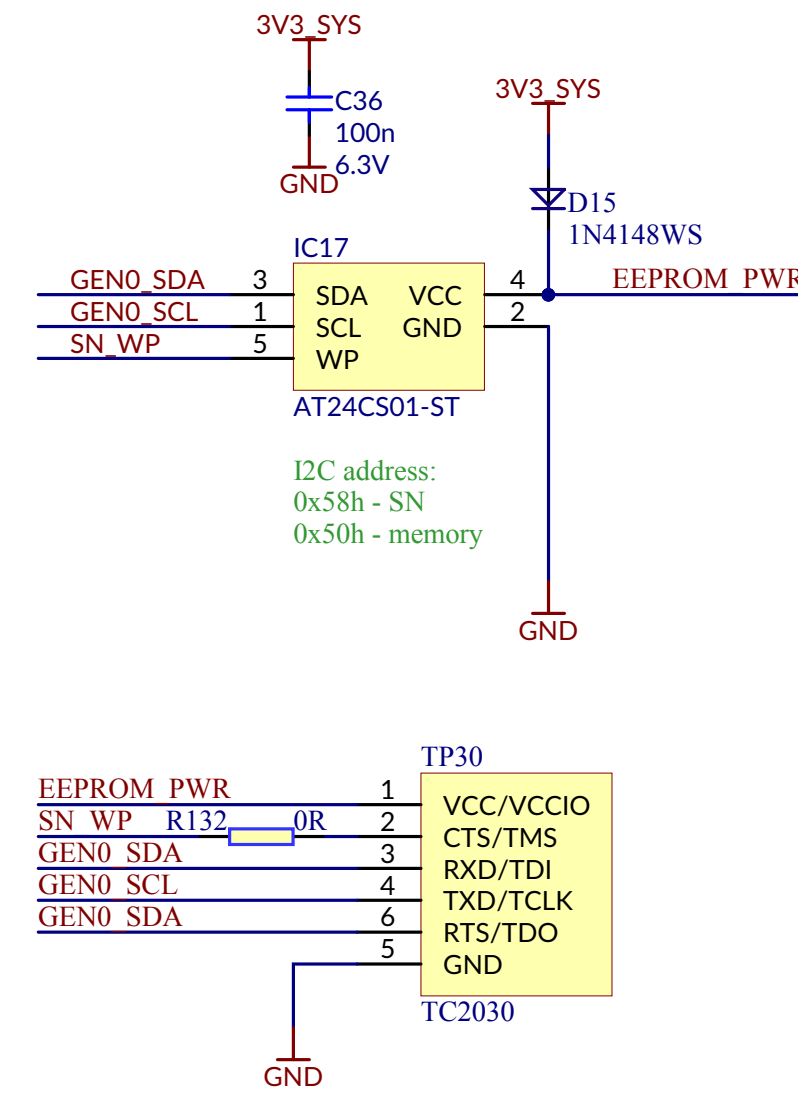 3V3_SYS
C36
100n
6.3V
GND
3V3_SYS
D15
1N4148WS
IC17
GEN0_SDA 3 SDA VCC 4 EEPROM_PWR
GEN0_SCL 1 SCL GND 2
SN_WP 5 WP
AT24CS01-ST
I2C address:
0x58h - SN
0x50h - memory
GND
TP30
EEPROM_PWR 1 VCC/VCCIO
SN_WP R132 0R 2 CTS/TMS
GEN0_SDA 3 RXD/TDI
GEN0_SCL 4 TXD/TCLK
GEN0_SDA 6 RTS/TDO
5 GND
TC2030
GND